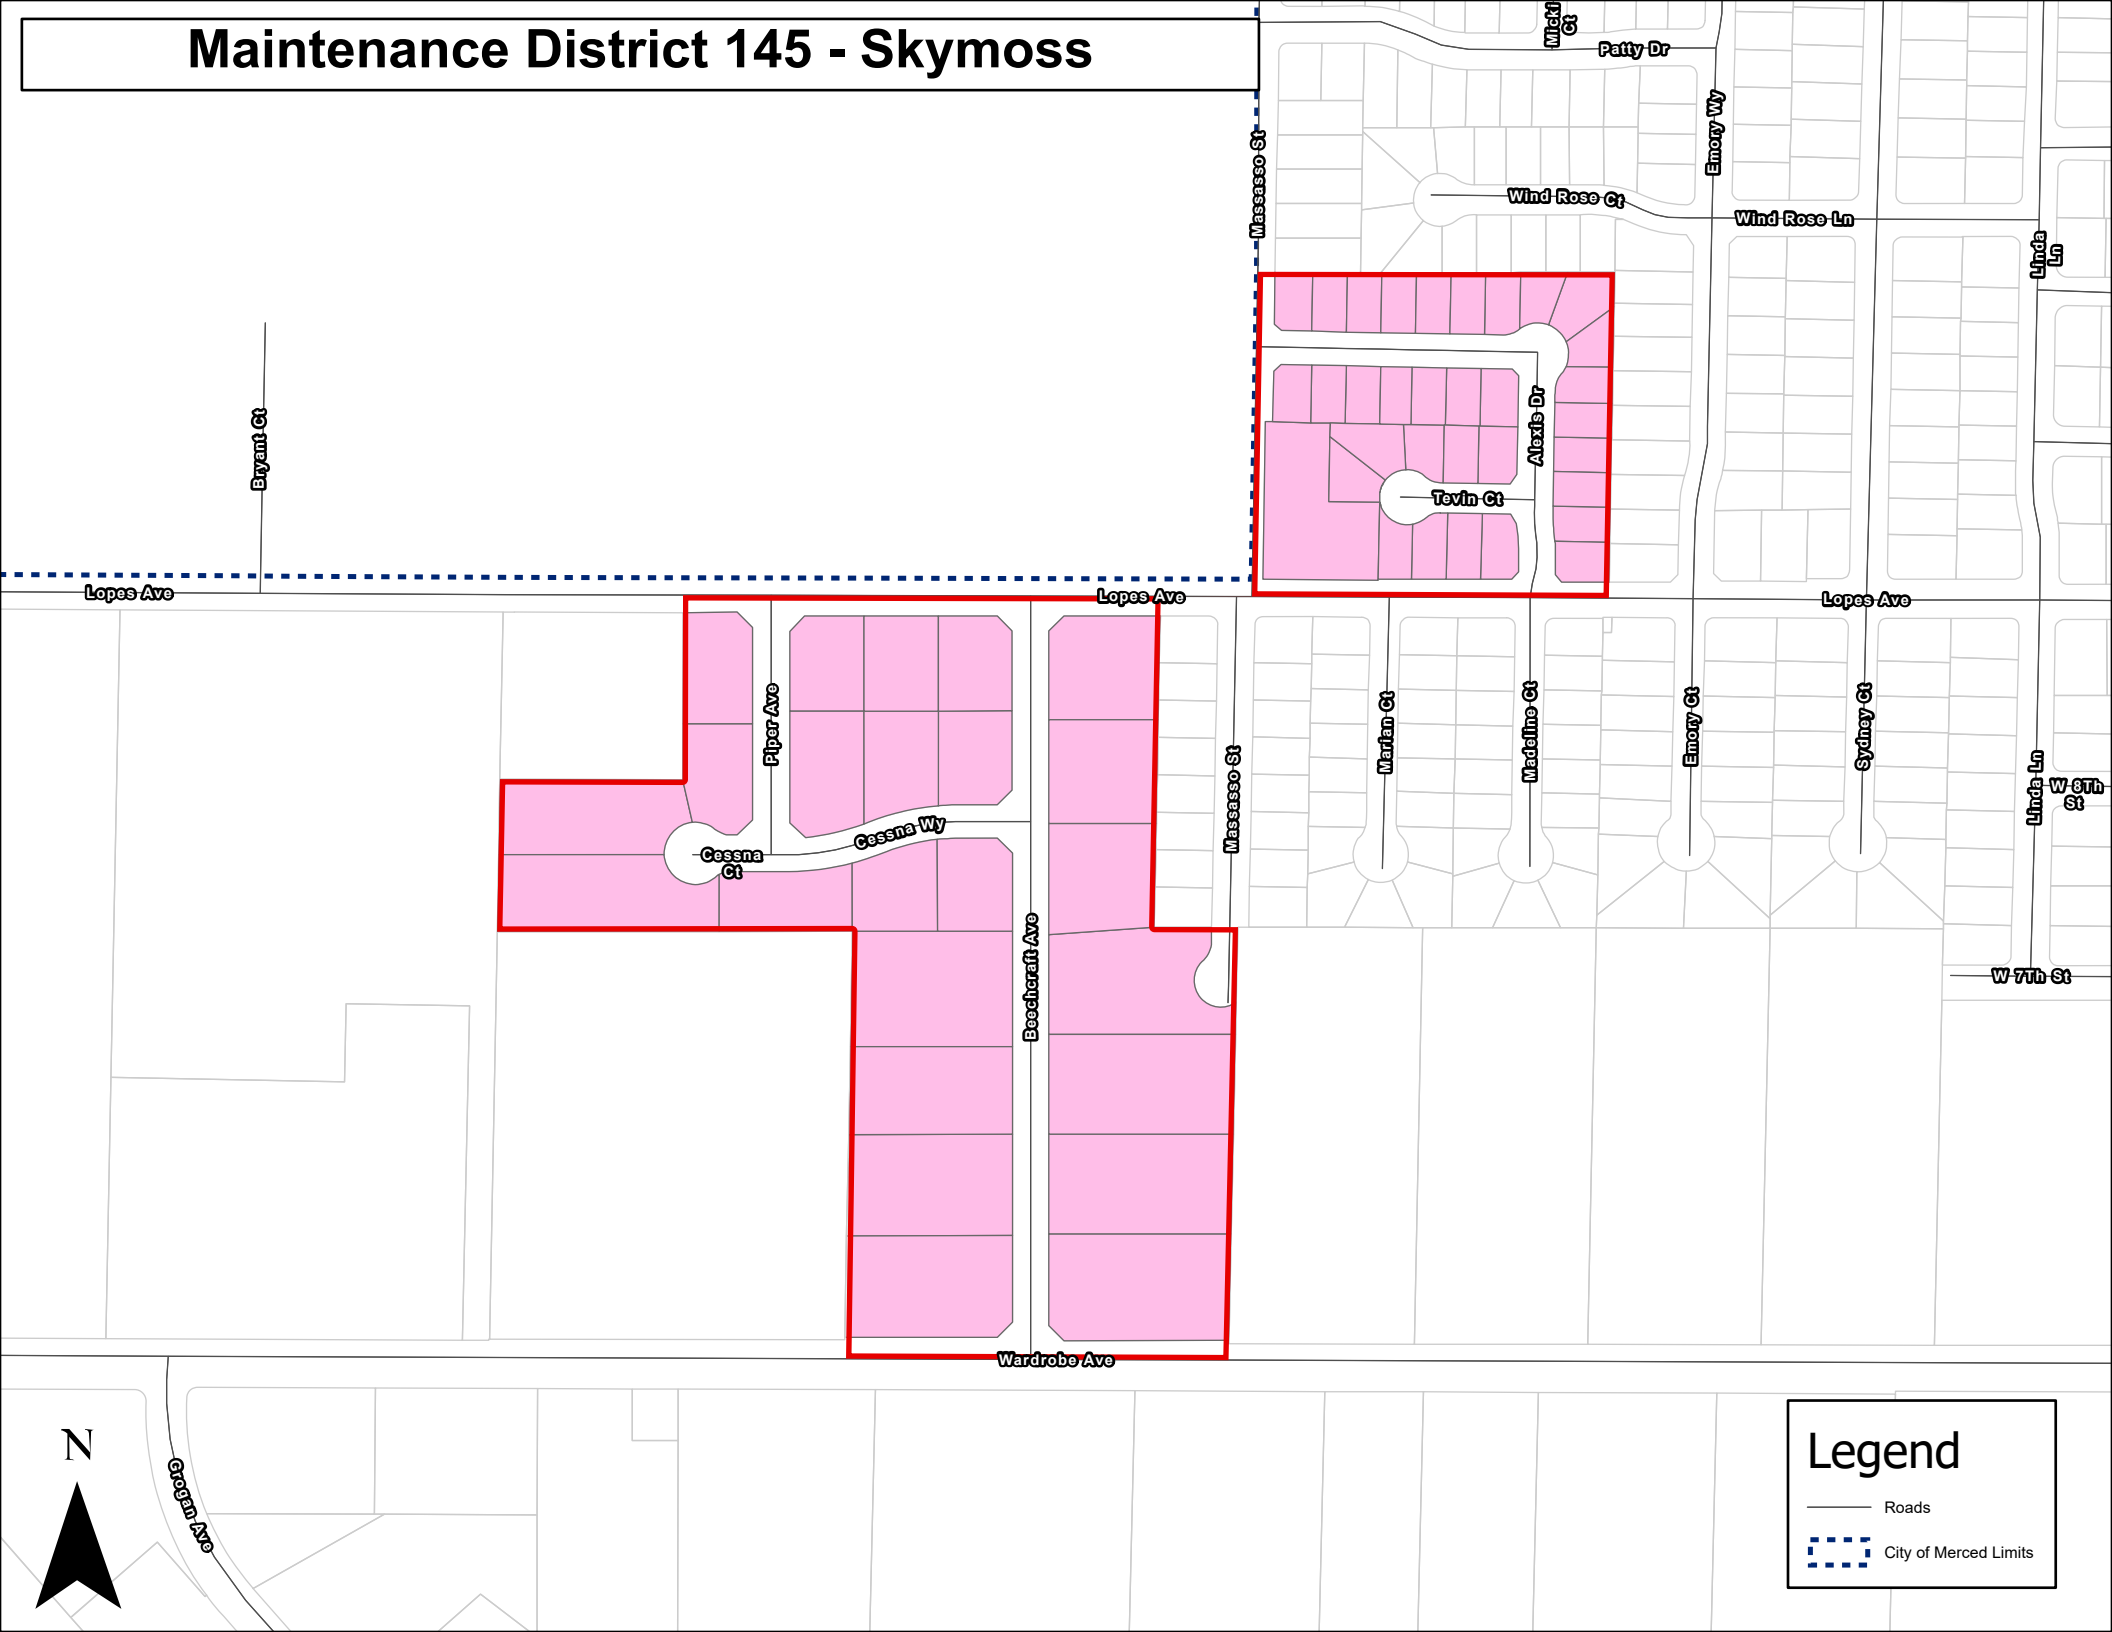 Maintenance District 145 - Skymoss
Micki
Ct
Patty Dr
Emory Wy
Massasso St
Wind Rose Ct
Wind Rose Ln
Linda
Ln
Bryant Ct
Alexis Dr
Tevin Ct
Lopes Ave
Lopes Ave
Lopes Ave
Piper Ave
Marian Ct
Madeline Ct
Emory Ct
Sydney Ct
Massasso St
Linda Ln
W 8Th
St
Cessna Wy
Cessna
Ct
Beechcraft Ave
W 7Th St
Wardrobe Ave
N
Grogan Ave
Legend
Roads
City of Merced Limits